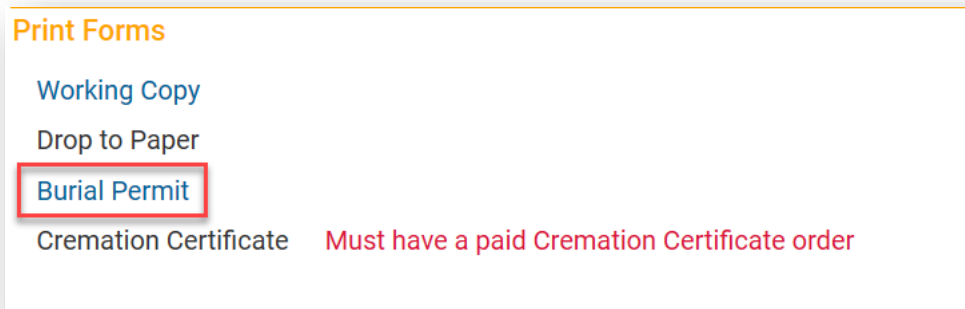 Print Forms
Working Copy
Drop to Paper
Burial Permit
Cremation Certificate Must have a paid Cremation Certificate order